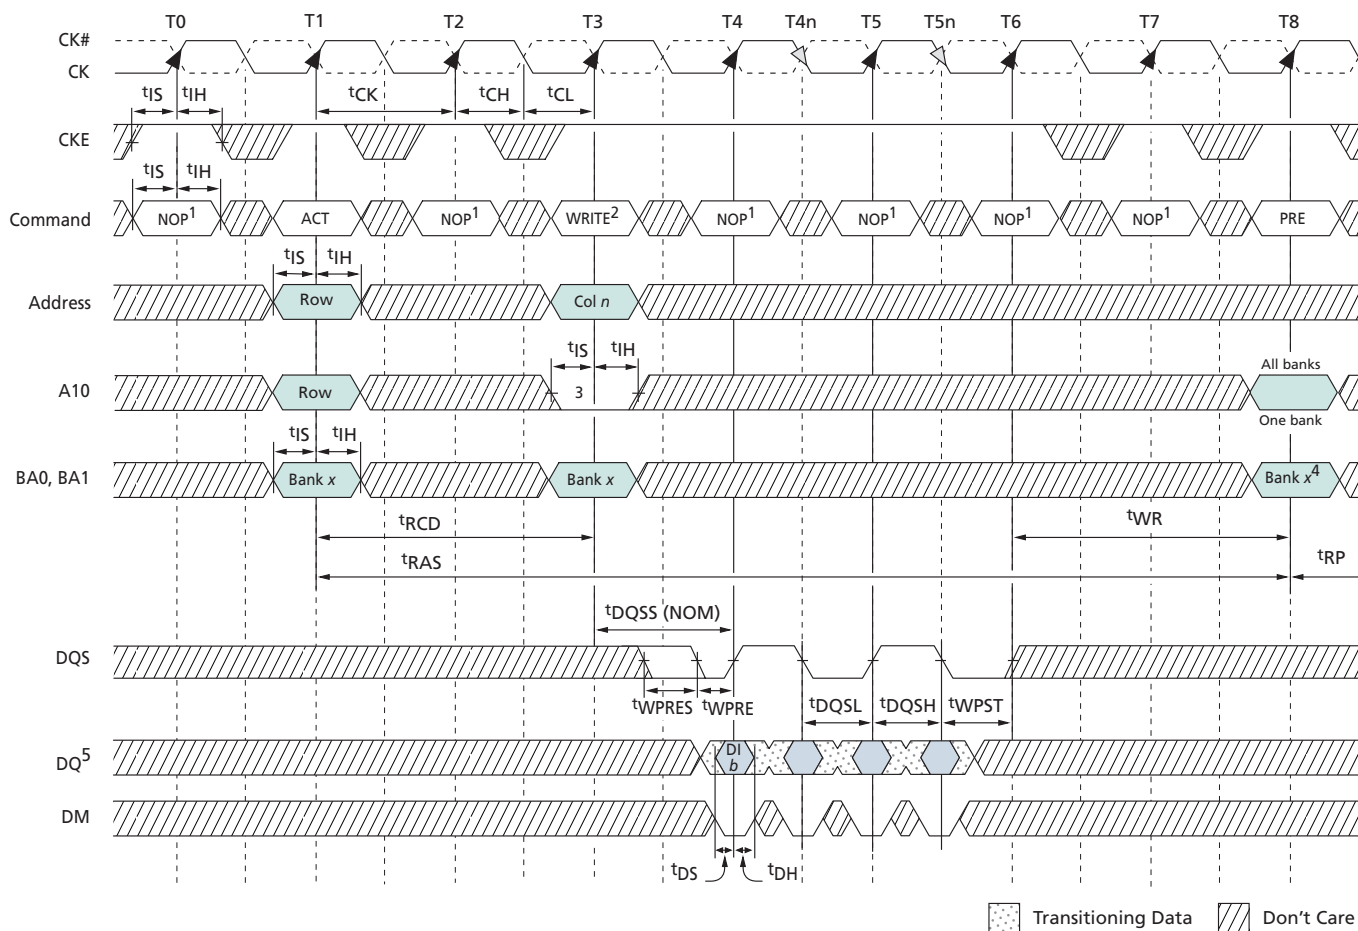 T0 T1 T2 T3 T4 T4n T5 T5n T6 T7 T8
CK#
CK
tIS tIH tCK tCH tCL
CKE
tIS tIH
Command NOP1 ACT NOP1 WRITE2 NOP1 NOP1 NOP1 NOP1 PRE
tIS tIH
Address Row Col n
tIS tIH All banks
A10 Row 3
One bank
tIS tIH
BA0, BA1 Bank x Bank x Bank x4
tRCD tWR
tRAS tRP
tDQSS (NOM)
DQS
tWPRES tWPRE tDQSL tDQSH tWPST
DQ5 DI
b
DM
tDS tDH
Transitioning Data Don't Care